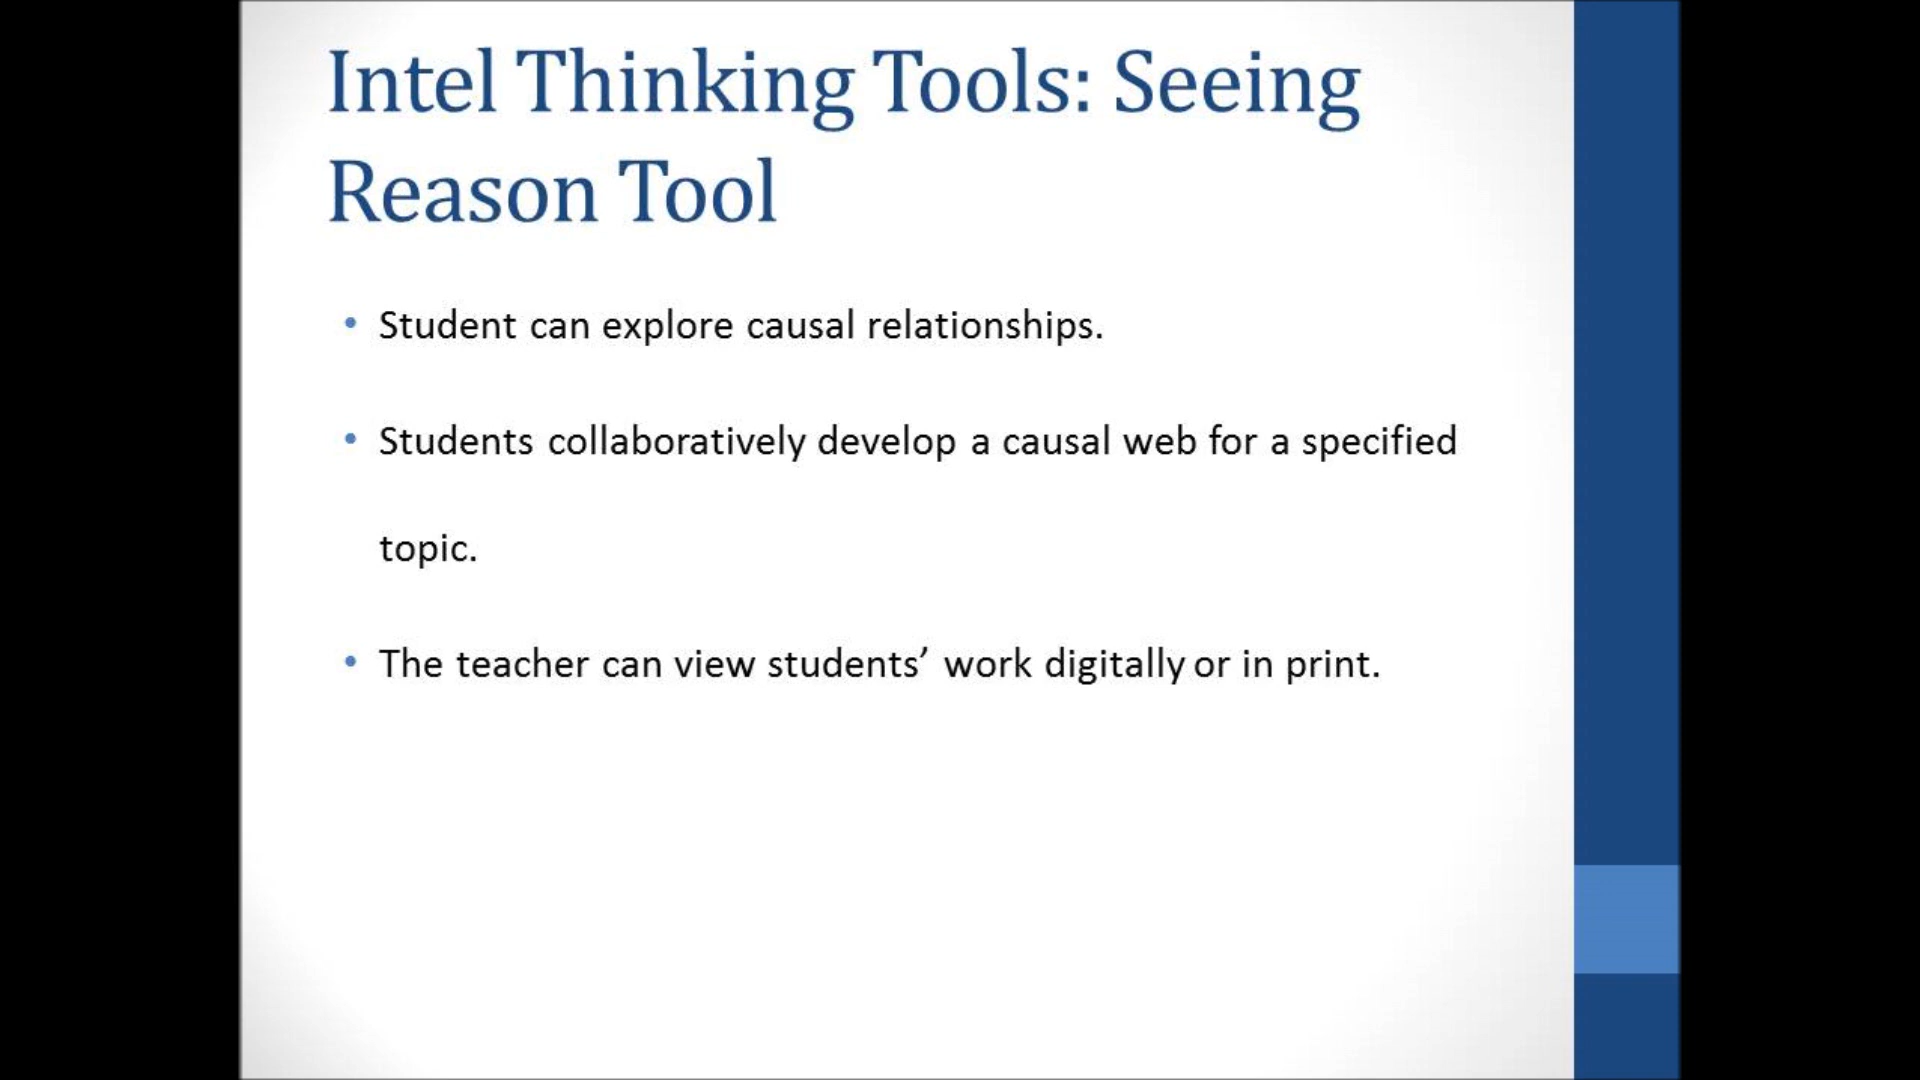 Intel Thinking Tools: Seeing
Reason Tool
• Student can explore causal relationships.
• Students collaboratively develop a causal web for a specified
topic.
• The teacher can view students’ work digitally or in print.